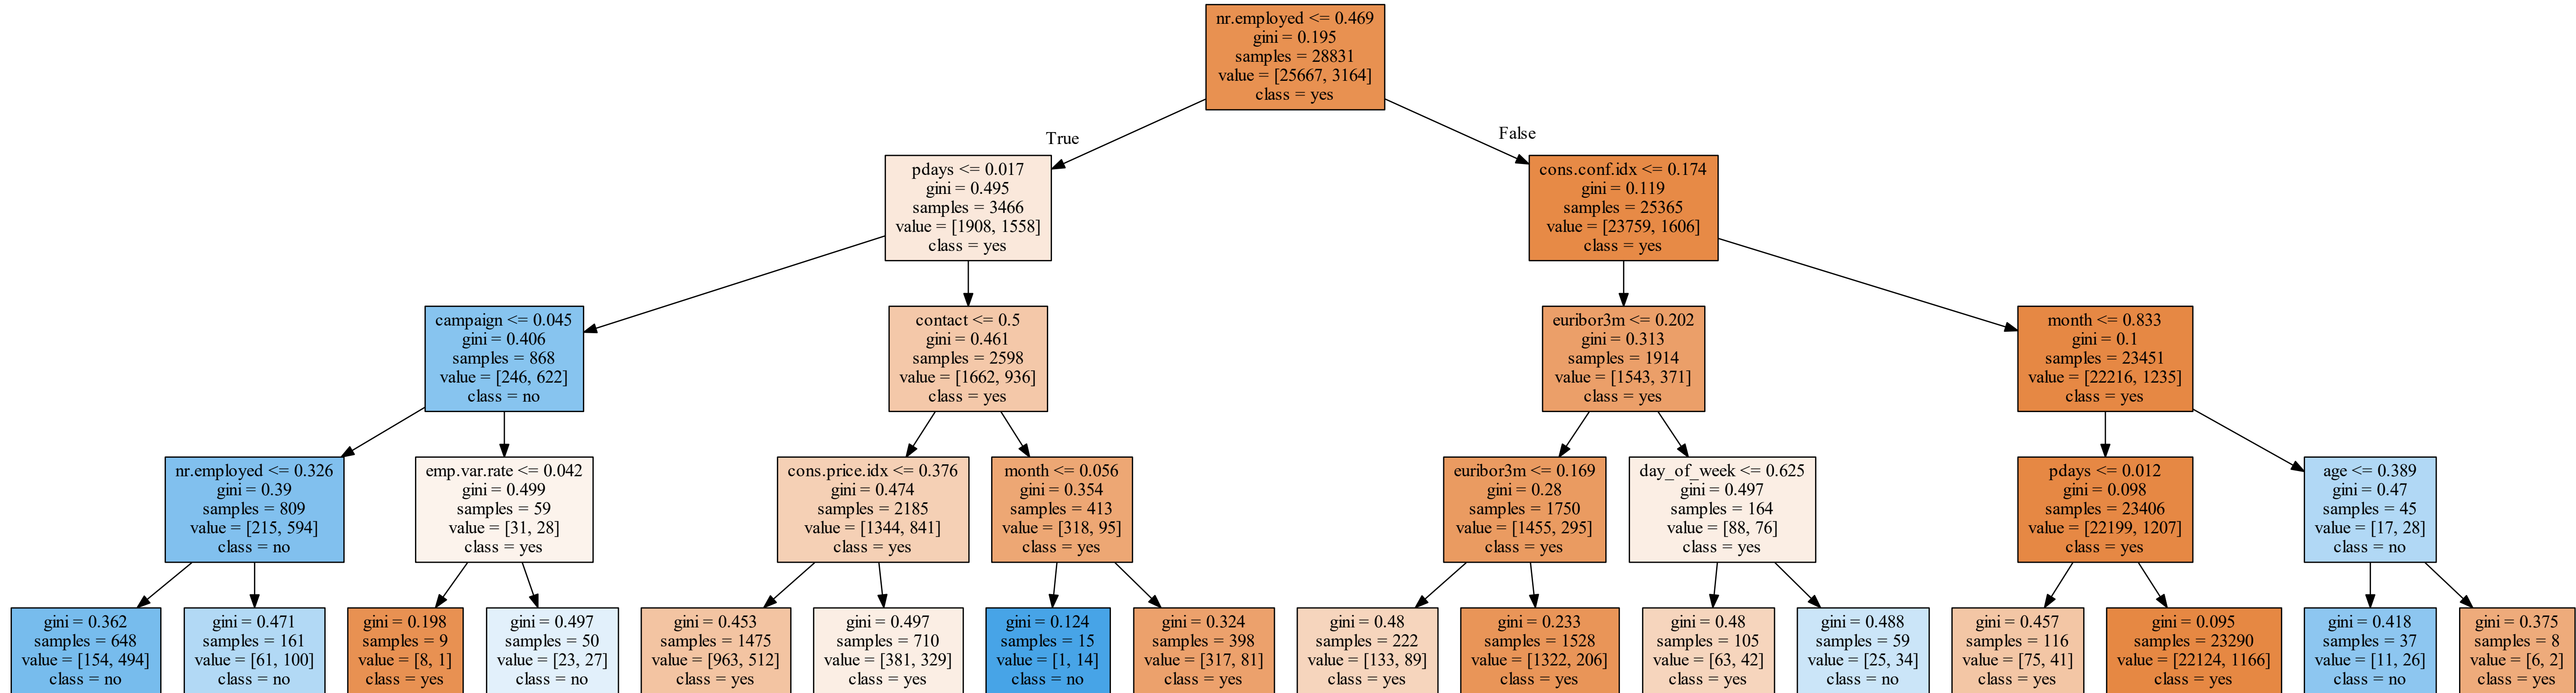 nr.employed <= 0.469
gini = 0.195
samples = 28831
value = [25667, 3164]
class = yes
True
False
pdays <= 0.017
gini = 0.495
samples = 3466
value = [1908, 1558]
class = yes
cons.conf.idx <= 0.174
gini = 0.119
samples = 25365
value = [23759, 1606]
class = yes
campaign <= 0.045
gini = 0.406
samples = 868
value = [246, 622]
class = no
contact <= 0.5
gini = 0.461
samples = 2598
value = [1662, 936]
class = yes
euribor3m <= 0.202
gini = 0.313
samples = 1914
value = [1543, 371]
class = yes
month <= 0.833
gini = 0.1
samples = 23451
value = [22216, 1235]
class = yes
nr.employed <= 0.326
gini = 0.39
samples = 809
value = [215, 594]
class = no
emp.var.rate <= 0.042
gini = 0.499
samples = 59
value = [31, 28]
class = yes
cons.price.idx <= 0.376
gini = 0.474
samples = 2185
value = [1344, 841]
class = yes
month <= 0.056
gini = 0.354
samples = 413
value = [318, 95]
class = yes
euribor3m <= 0.169
gini = 0.28
samples = 1750
value = [1455, 295]
class = yes
day_of_week <= 0.625
gini = 0.497
samples = 164
value = [88, 76]
class = yes
pdays <= 0.012
gini = 0.098
samples = 23406
value = [22199, 1207]
class = yes
age <= 0.389
gini = 0.47
samples = 45
value = [17, 28]
class = no
gini = 0.362
samples = 648
value = [154, 494]
class = no
gini = 0.471
samples = 161
value = [61, 100]
class = no
gini = 0.198
samples = 9
value = [8, 1]
class = yes
gini = 0.497
samples = 50
value = [23, 27]
class = no
gini = 0.453
samples = 1475
value = [963, 512]
class = yes
gini = 0.497
samples = 710
value = [381, 329]
class = yes
gini = 0.124
samples = 15
value = [1, 14]
class = no
gini = 0.324
samples = 398
value = [317, 81]
class = yes
gini = 0.48
samples = 222
value = [133, 89]
class = yes
gini = 0.233
samples = 1528
value = [1322, 206]
class = yes
gini = 0.48
samples = 105
value = [63, 42]
class = yes
gini = 0.488
samples = 59
value = [25, 34]
class = no
gini = 0.457
samples = 116
value = [75, 41]
class = yes
gini = 0.095
samples = 23290
value = [22124, 1166]
class = yes
gini = 0.418
samples = 37
value = [11, 26]
class = no
gini = 0.375
samples = 8
value = [6, 2]
class = yes